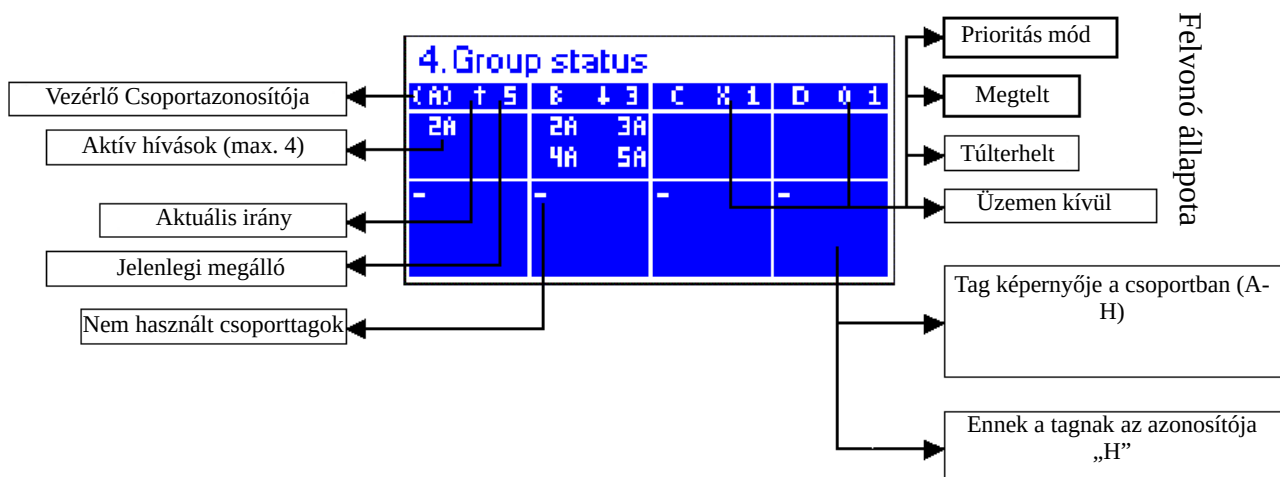 Prioritás mód
Felvonó állapota
4. Group status
Vezérlő Csoportazonosítója
(A) ↑ 5 B ↓ 3 C X 1 D 0 1
Megtelt
2A 2A 3A
Aktív hívások (max. 4)
4A 5A
Túlterhelt
- - - -
Üzemen kívül
Aktuális irány
Jelenlegi megálló
Tag képernyője a csoportban (A-
H)
Nem használt csoporttagok
Ennek a tagnak az azonosítója
„H”